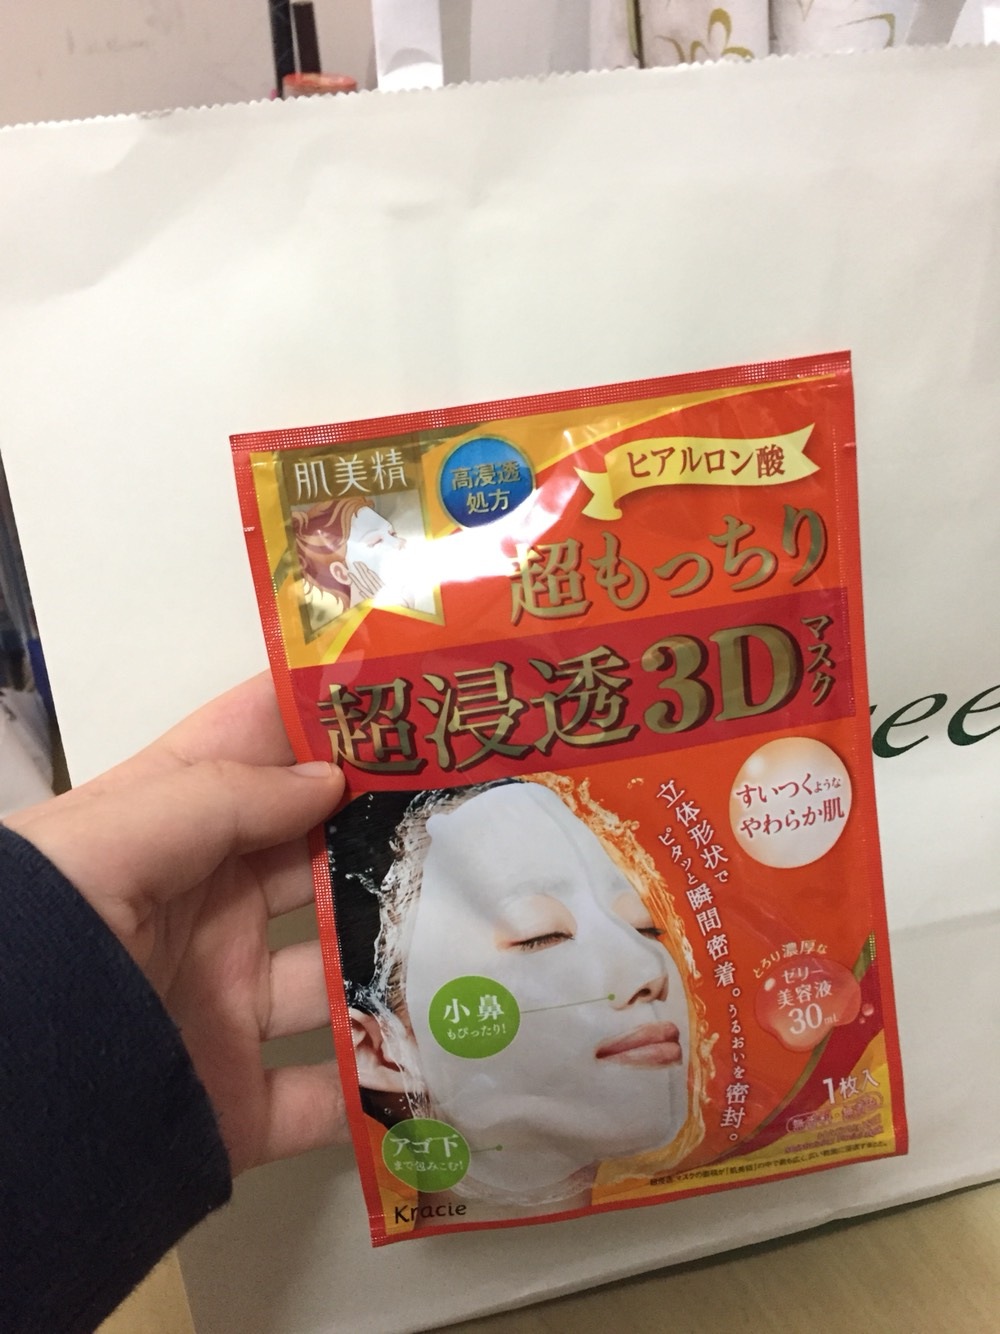 肌美精
高浸透
処方
ヒアルロン酸
超もっちり
超浸透3D
マスク
すいつくような
やわらか肌
立体形状で
ピタッと瞬間密着。
うるおいを密封。
とろり濃厚な
ゼリー
美容液
30mL
小鼻
もぴったり!
アゴ下
まで包みこむ!
1枚入
Kracie
ree